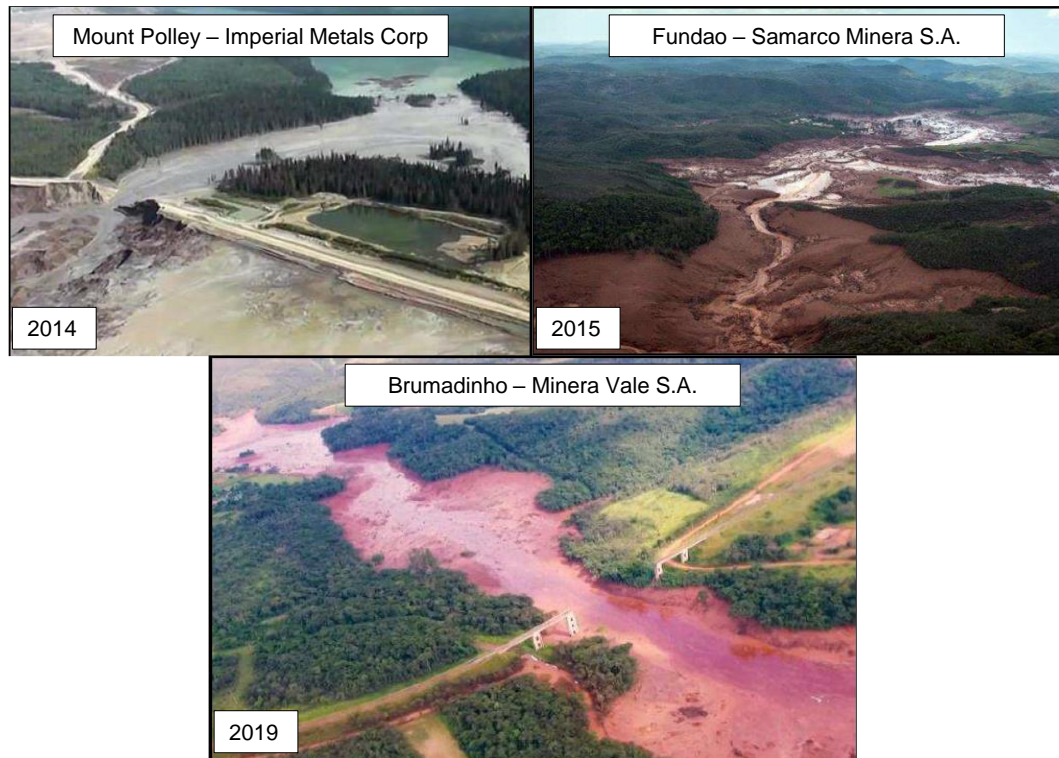 Mount Polley – Imperial Metals Corp
Fundao – Samarco Minera S.A.
2014
2015
Brumadinho – Minera Vale S.A.
2019